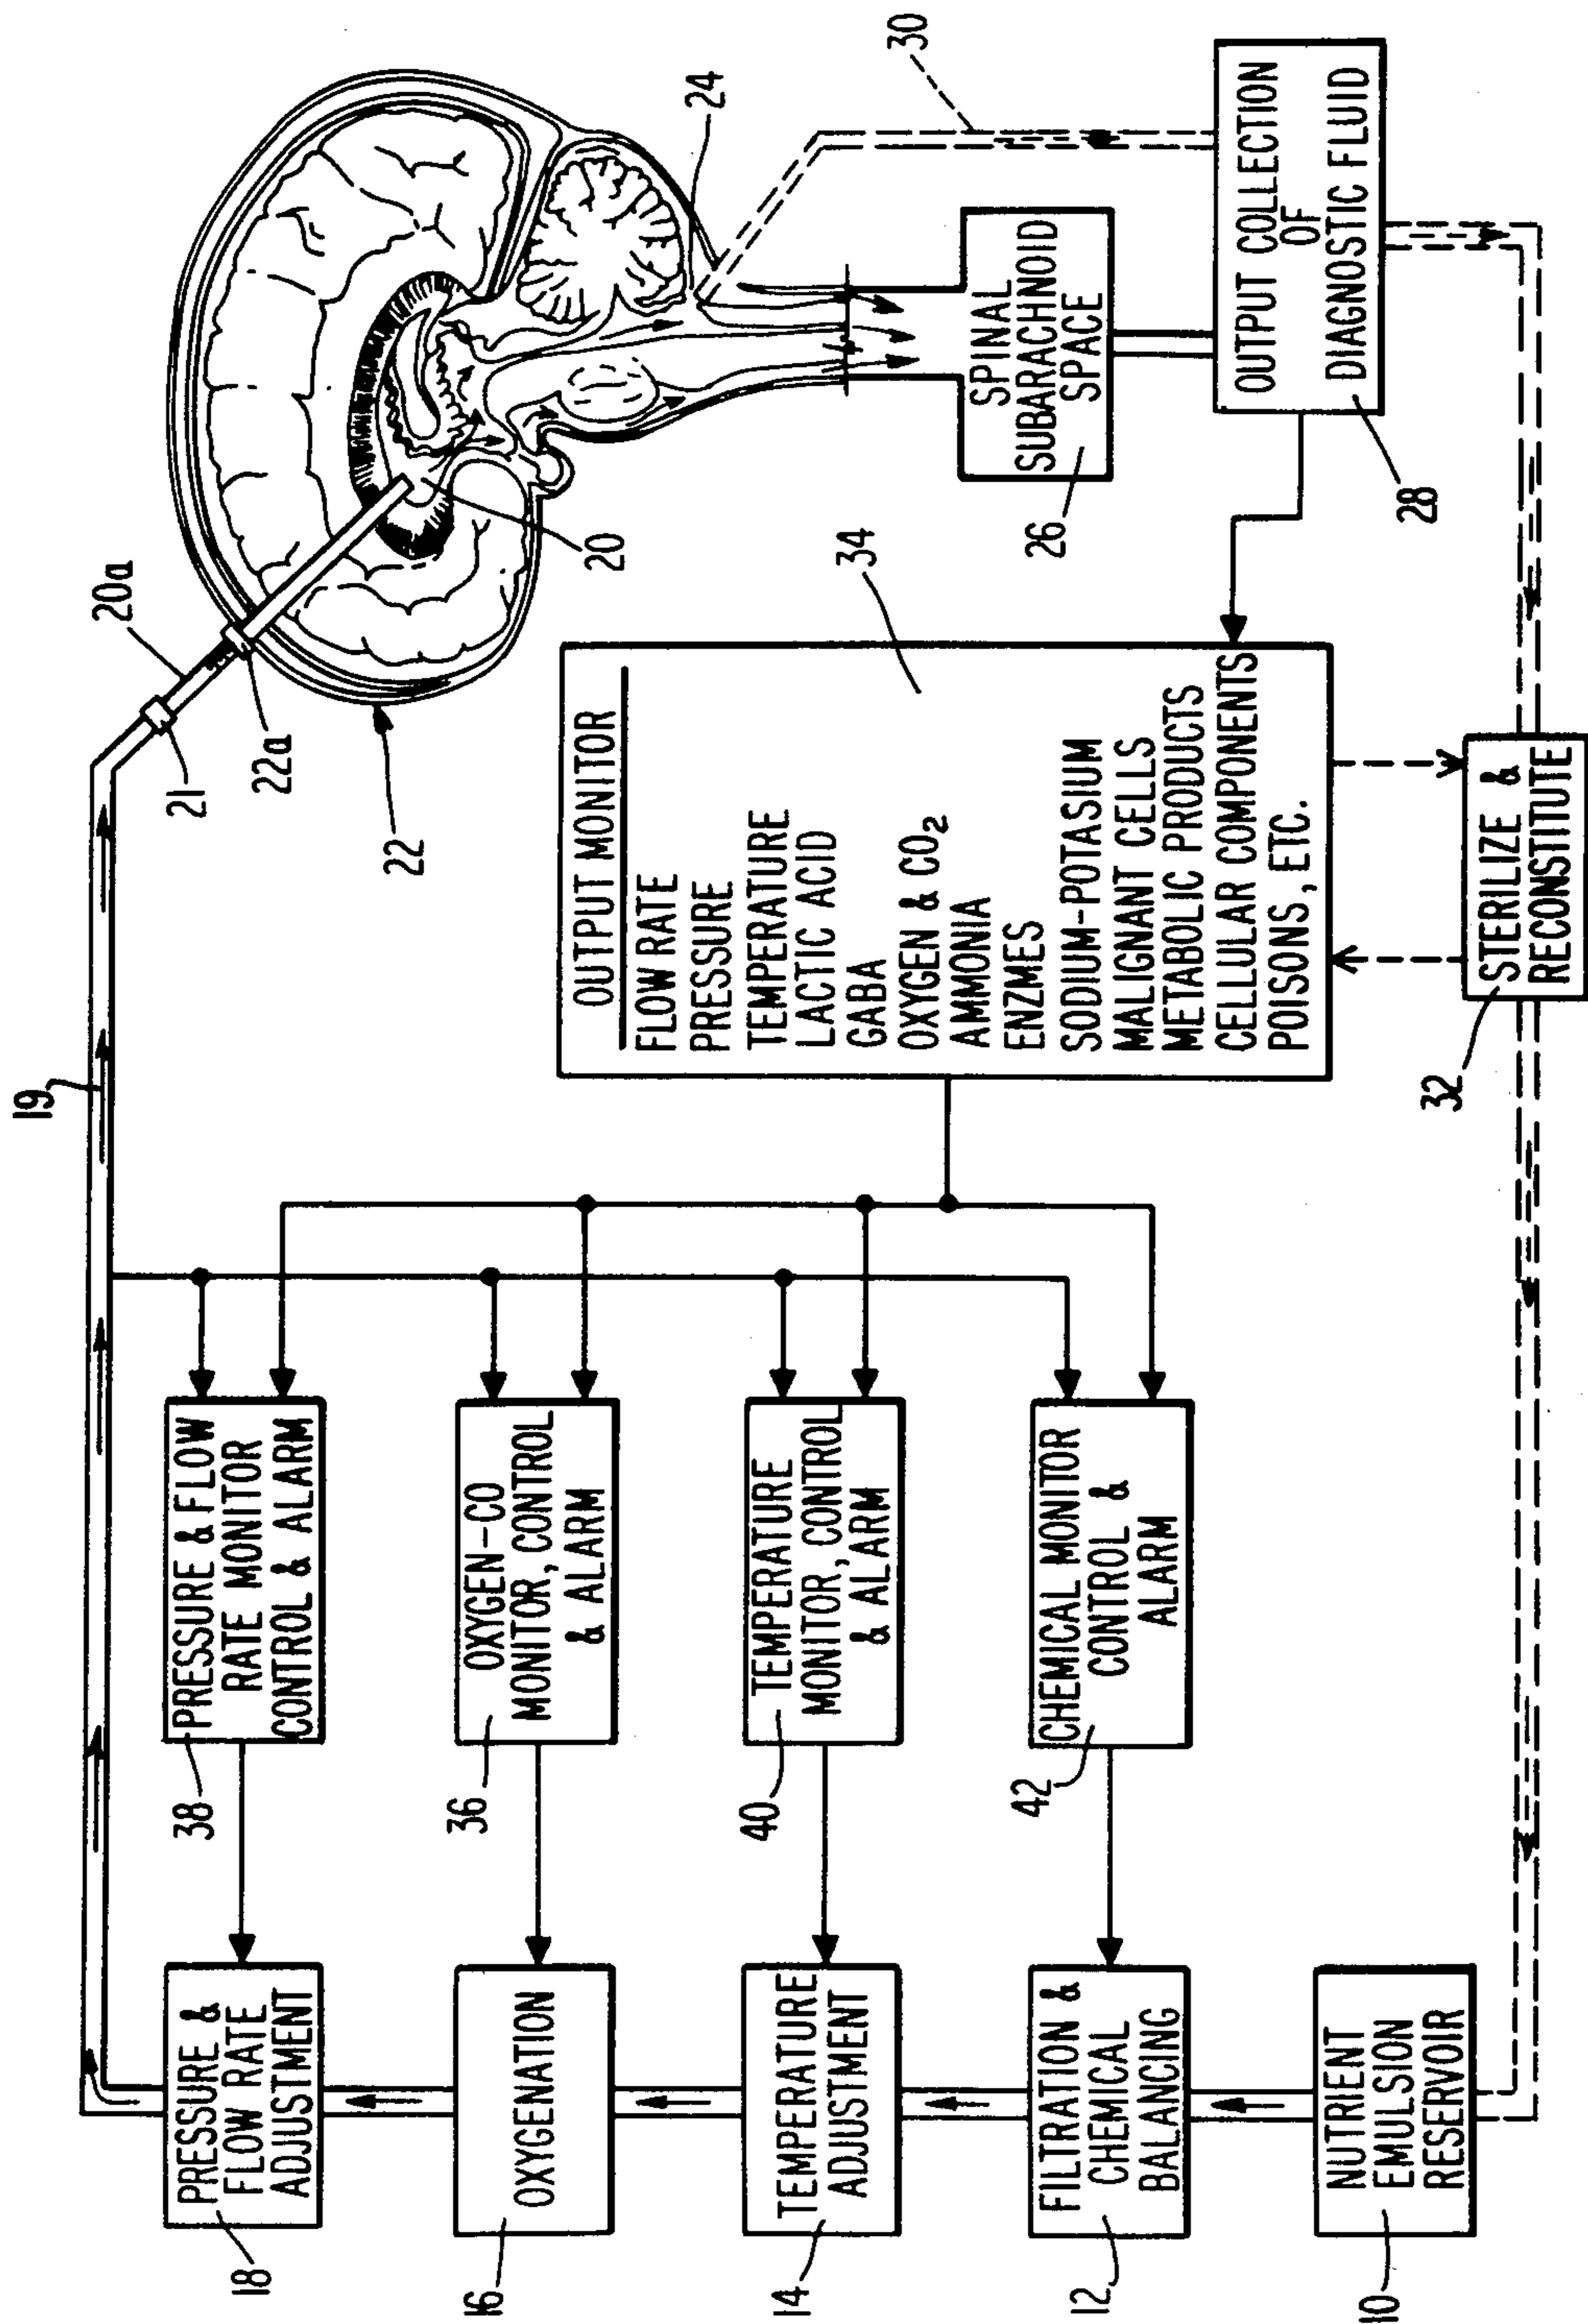 18
PRESSURE &
FLOW RATE
ADJUSTMENT
16
OXYGENATION
14
TEMPERATURE
ADJUSTMENT
12
FILTRATION &
CHEMICAL
BALANCING
10
NUTRIENT
EMULSION
RESERVOIR
38
PRESSURE & FLOW
RATE MONITOR
CONTROL & ALARM
36
OXYGEN-CO
MONITOR, CONTROL
& ALARM
40
TEMPERATURE
MONITOR, CONTROL
& ALARM
42
CHEMICAL MONITOR
CONTROL &
ALARM
19
OUTPUT MONITOR
FLOW RATE
PRESSURE
TEMPERATURE
LACTIC ACID
GABA
OXYGEN & CO2
AMMONIA
ENZMES
SODIUM-POTASIUM
MALIGNANT CELLS
METABOLIC PRODUCTS
CELLULAR COMPONENTS
POISONS, ETC.
34
32
STERILIZE &
RECONSTITUTE
21
20a
22a
22
20
24
30
26
SPINAL
SUBARACHNOID
SPACE
28
OUTPUT COLLECTION
OF
DIAGNOSTIC FLUID